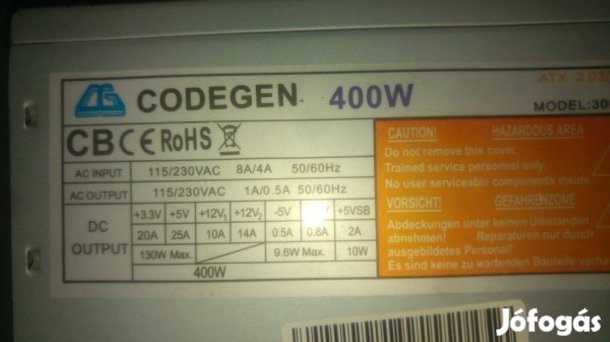 CODEGEN 400W
ATX 2.03
MODEL:30
CB CE RoHS
AC INPUT 115/230VAC 8A/4A 50/60Hz
AC OUTPUT 115/230VAC 1A/0.5A 50/60Hz
DC OUTPUT
+3.3V +5V +12V1 +12V2 -5V +5VSB
20A 25A 10A 14A 0.5A 0.8A 2A
130W Max. 9.6W Max. 10W
400W
CAUTION! HAZARDOUS AREA
Do not remove this cover.
Trained service personnel only.
No user serviceable components inside
VORSICHT! GEFAHRENZONE
Abdeckungen unter keinen Umstanden
abnehmen! Reparaturen nur durch
ausgebildetes Personal!
Es sind keine zu wartenden Bauteile vorha
Jófogás